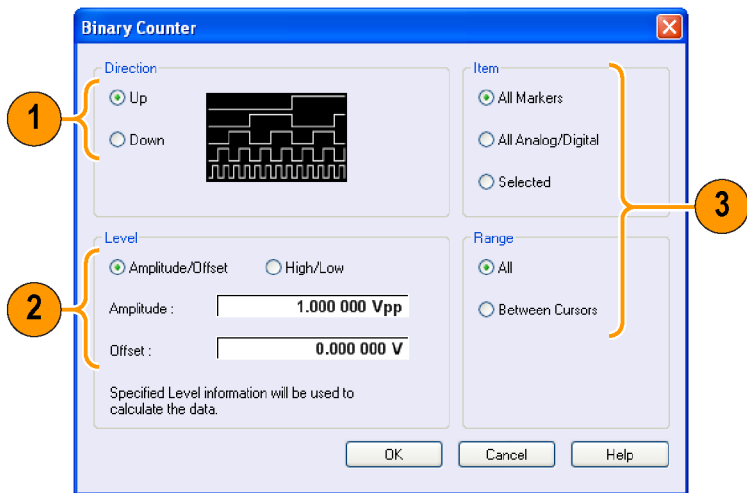 Binary Counter
Direction
Up
Down
1
Item
All Markers
All Analog/Digital
Selected
3
Level
Amplitude/Offset High/Low
Amplitude : 1.000 000 Vpp
Offset : 0.000 000 V
Specified Level information will be used to
calculate the data.
2
Range
All
Between Cursors
OK Cancel Help